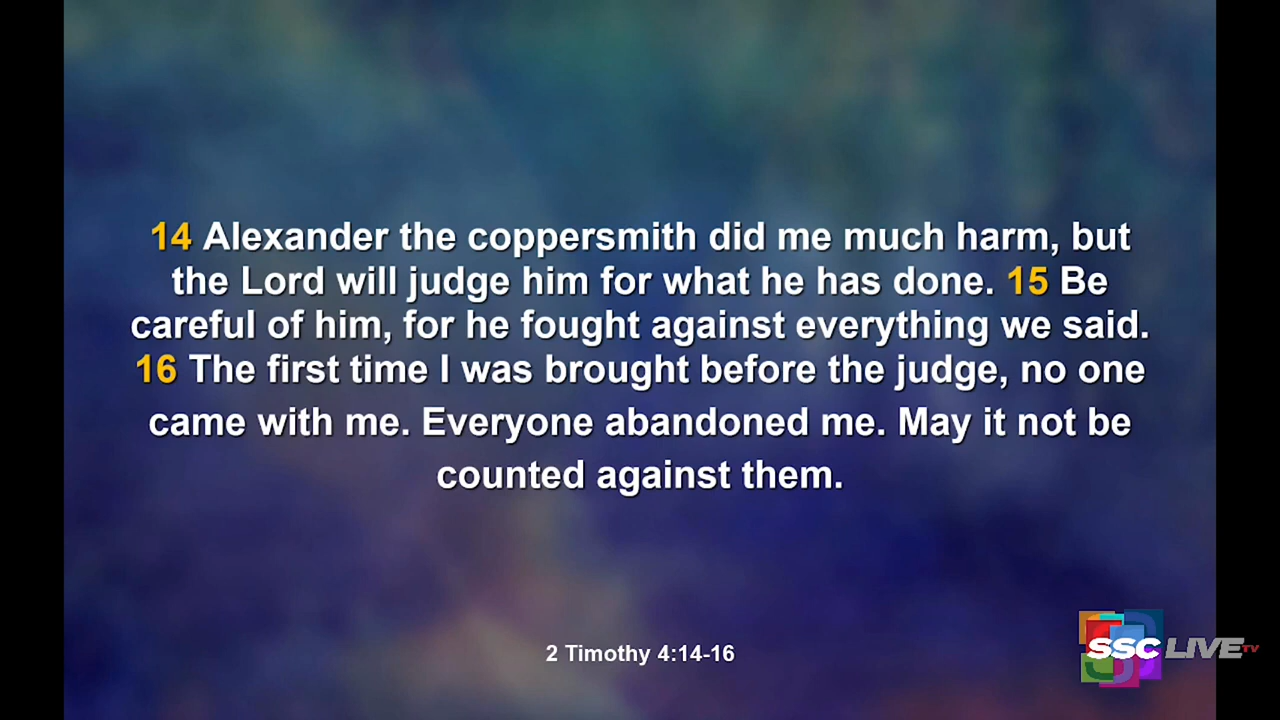 14 Alexander the coppersmith did me much harm, but
the Lord will judge him for what he has done. 15 Be
careful of him, for he fought against everything we said.
16 The first time I was brought before the judge, no one
came with me. Everyone abandoned me. May it not be
counted against them.
2 Timothy 4:14-16
SSC LIVE TV